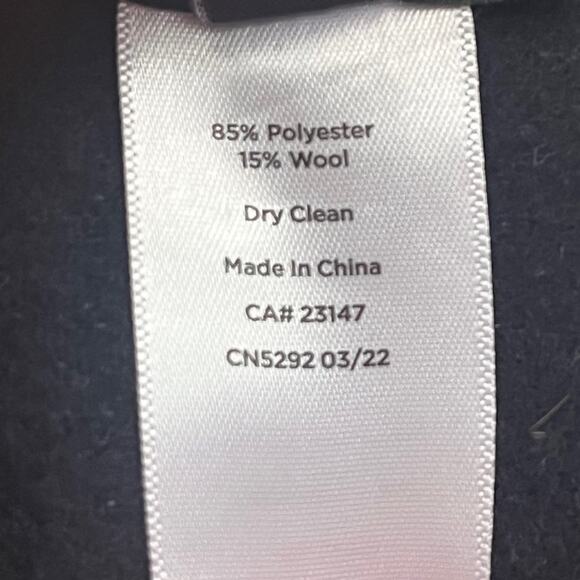 85% Polyester
15% Wool
Dry Clean
Made In China
CA# 23147
CN5292 03/22